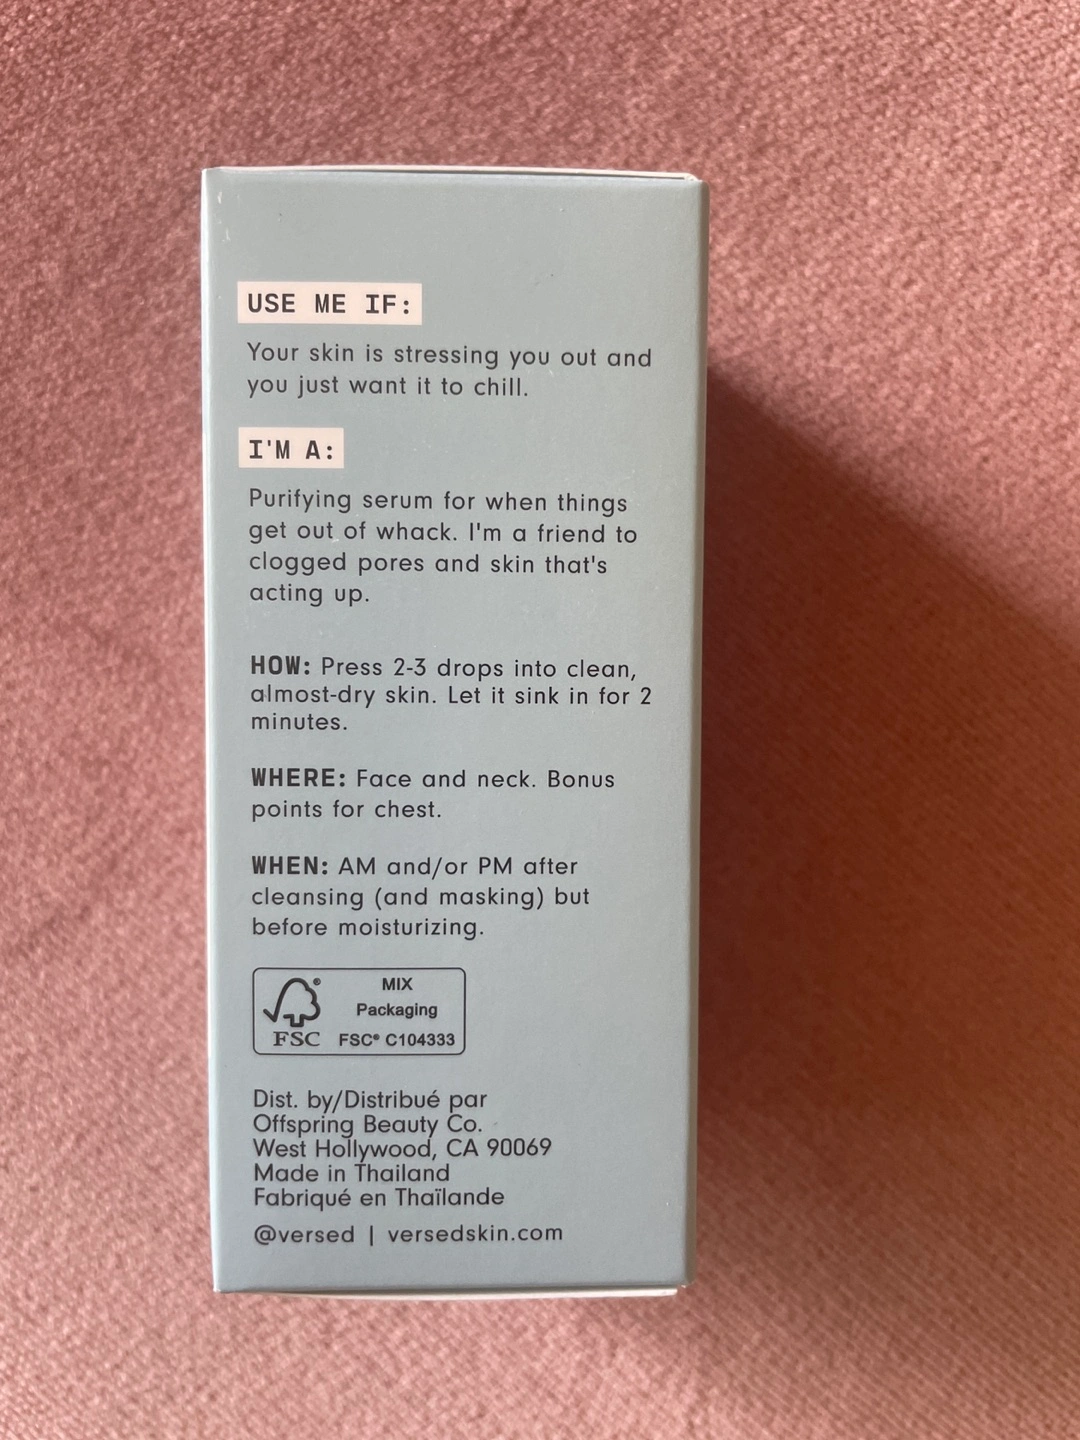 USE ME IF:
Your skin is stressing you out and
you just want it to chill.
I'M A:
Purifying serum for when things
get out of whack. I'm a friend to
clogged pores and skin that's
acting up.
HOW: Press 2-3 drops into clean,
almost-dry skin. Let it sink in for 2
minutes.
WHERE: Face and neck. Bonus
points for chest.
WHEN: AM and/or PM after
cleansing (and masking) but
before moisturizing.
MIX
Packaging
FSC FSC® C104333
Dist. by/Distribué par
Offspring Beauty Co.
West Hollywood, CA 90069
Made in Thailand
Fabriqué en Thaïlande
@versed | versedskin.com